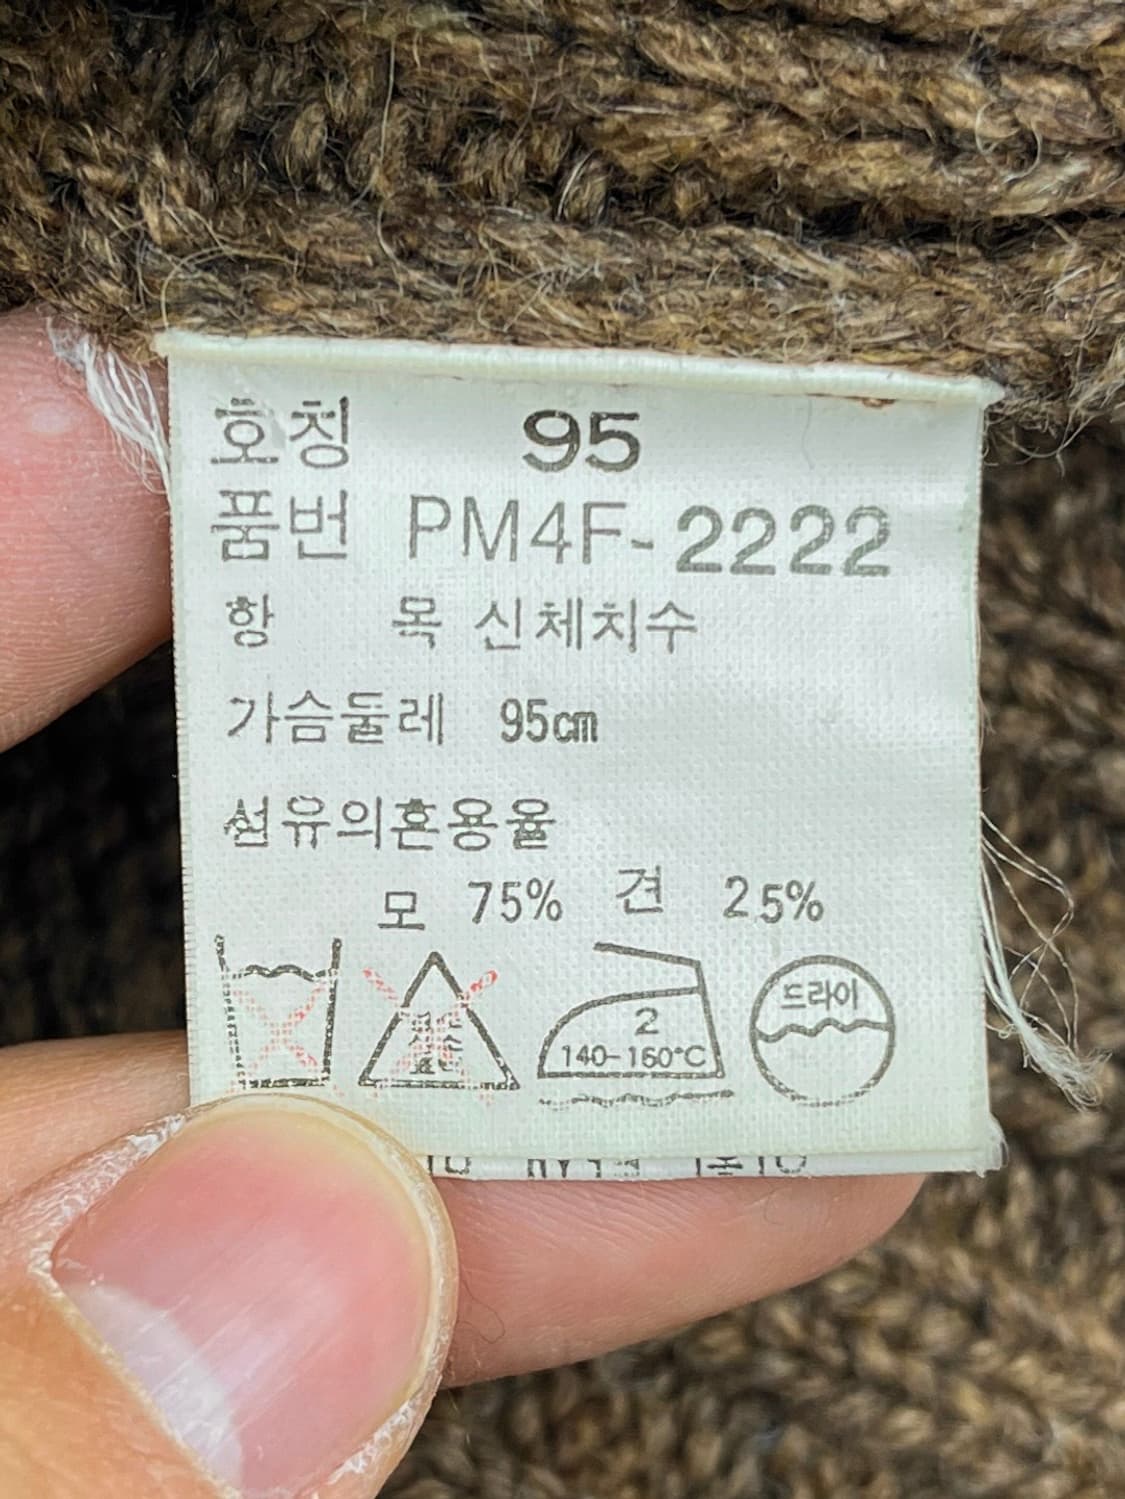 호칭 95
품번 PM4F-2222
항 목 신체치수
가슴둘레 95cm
섬유의혼용율
모 75% 견 25%
2
140-160°C
드라이